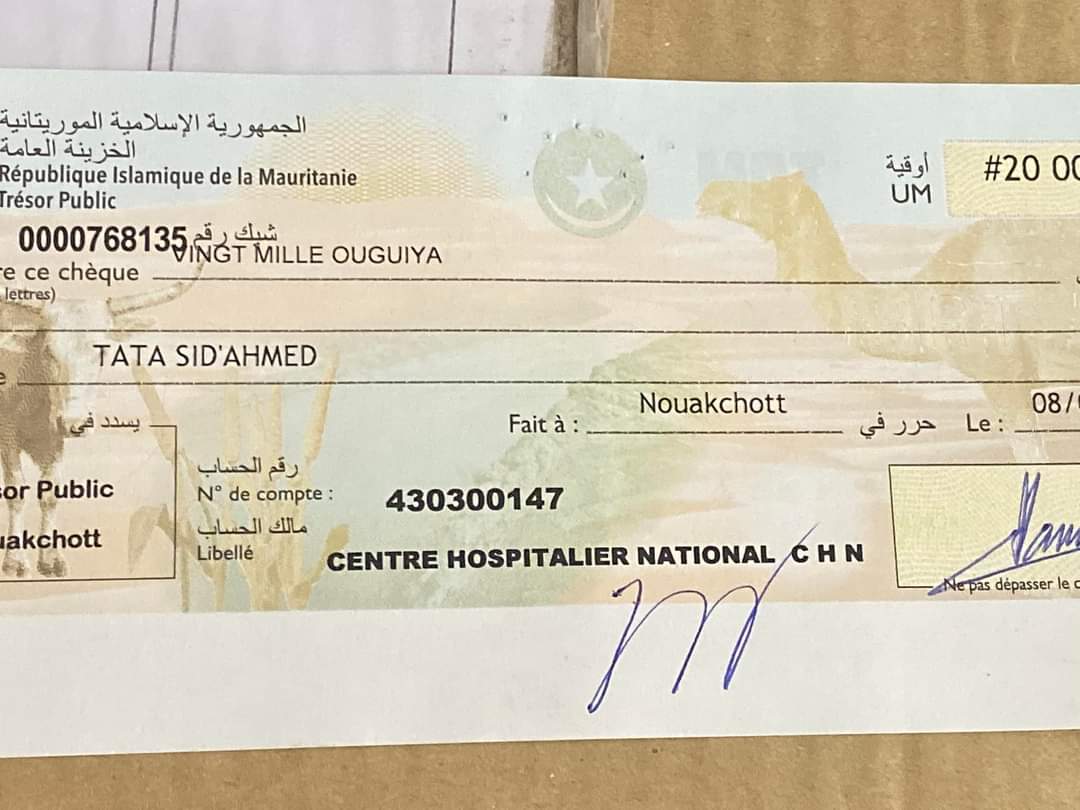 الجمهورية الإسلامية الموريتانية
الخزينة العامة
République Islamique de la Mauritanie
Trésor Public
أوقية
UM
#20 00
0000768135 شيك رقم
VINGT MILLE OUGUIYA
re ce chèque
lettres)
TATA SID'AHMED
e
Fait à : Nouakchott حرر في Le : 08/
يسدد في
sor Public
uakchott
رقم الحساب
N° de compte : 430300147
مالك الحساب
Libellé
CENTRE HOSPITALIER NATIONAL C H N
Ne pas dépasser le c